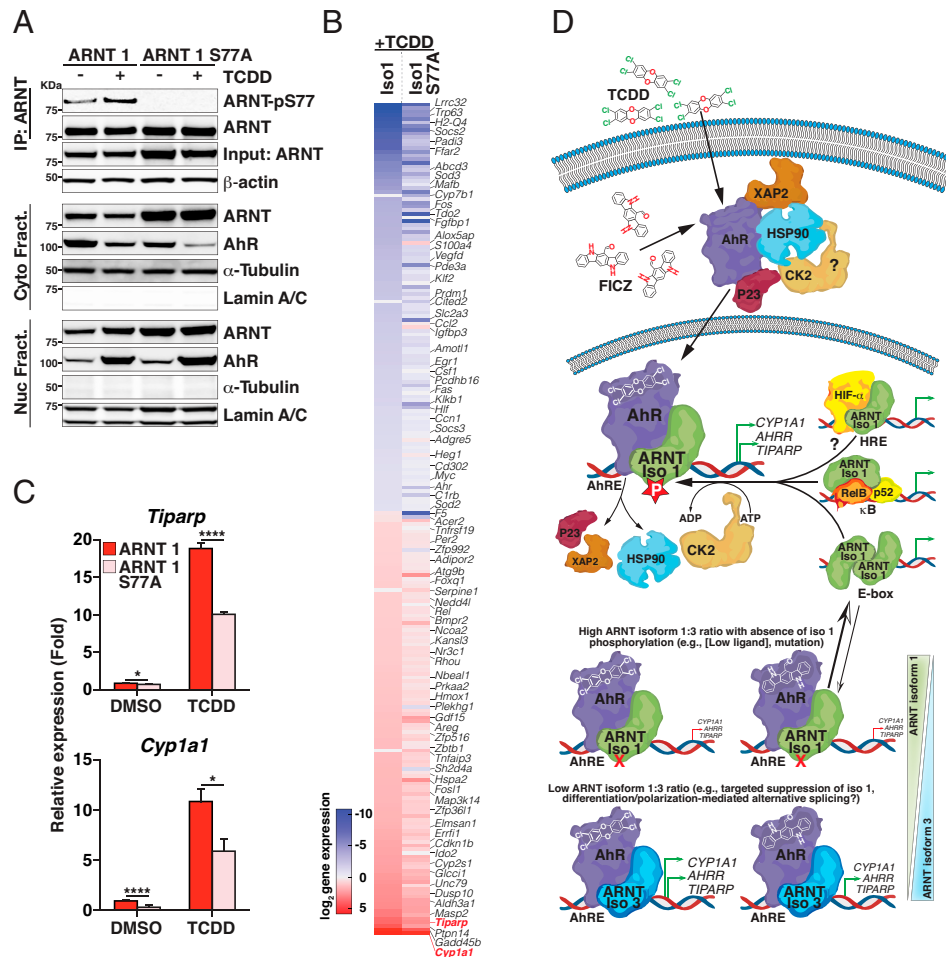 A
ARNT 1
ARNT 1 S77A
- + - + TCDD
KDa
IP: ARNT
75
ARNT-pS77
75
ARNT
75
Input: ARNT
50
β-actin
Cyto Fract.
75
ARNT
100
AhR
50
α-Tubulin
75
Lamin A/C
Nuc Fract.
75
ARNT
100
AhR
50
α-Tubulin
75
Lamin A/C
B
+TCDD
Iso1
Iso1 S77A
Lrrc32
Trp63
H2-Q4
Socs2
Padi3
Ffar2
Abcd3
Sod3
Mafb
Cyp7b1
Fos
Tdo2
Fgfbp1
Alox5ap
S100a4
Vegfd
Pde3a
Klf2
Prdm1
Cited2
Slc2a3
Ccl2
Igfbp3
Amotl1
Egr1
Csf1
Pcdhb16
Fas
Klkb1
Hlf
Ccn1
Socs3
Adgre5
Heg1
Cd302
Myc
Ahr
C1rb
Sod2
F5
Acer2
Tnfrsf19
Per2
Zfp992
Adipor2
Atg9b
Foxq1
Serpine1
Nedd4l
Rel
Bmpr2
Ncoa2
Kansl3
Nr3c1
Rhou
Nbeal1
Prkaa2
Hmox1
Plekhg1
Gdf15
Areg
Zfp516
Zbtb1
Tnfaip3
Sh2d4a
Hspa2
Fosl1
Map3k14
Zfp36l1
Elmsan1
Errfi1
Cdkn1b
Ido2
Cyp2s1
Glcci1
Unc79
Dusp10
Aldh3a1
Masp2
Tiparp
Ptpn14
Gadd45b
Cyp1a1
log2 gene expression
-10
-5
0
5
C
Relative expression (Fold)
Tiparp
20
15
10
5
0
ARNT 1
ARNT 1 S77A
*
****
DMSO
TCDD
Cyp1a1
15
10
5
0
****
*
DMSO
TCDD
D
Cl Cl Cl Cl O O
TCDD
XAP2
AhR
HSP90
CK2
?
P23
FICZ
AhR
ARNT
Iso 1
P
AhRE
CYP1A1
AHRR
TIPARP
P23
XAP2
HSP90
CK2
ADP
ATP
HIF-α
ARNT
Iso 1
?
HRE
ARNT
Iso 1
RelB
p52
κB
ARNT
Iso 1
ARNT
Iso 1
E-box
High ARNT isoform 1:3 ratio with absence of iso 1
phosphorylation (e.g., [Low ligand], mutation)
AhR
ARNT
Iso 1
X
AhRE
CYP1A1
AHRR
TIPARP
AhR
ARNT
Iso 1
X
AhRE
CYP1A1
AHRR
TIPARP
Low ARNT isoform 1:3 ratio (e.g., targeted suppression of iso 1,
differentiation/polarization-mediated alternative splicing?)
AhR
ARNT
Iso 3
AhRE
CYP1A1
AHRR
TIPARP
AhR
ARNT
Iso 3
AhRE
CYP1A1
AHRR
TIPARP
ARNT isoform 1
ARNT isoform 3